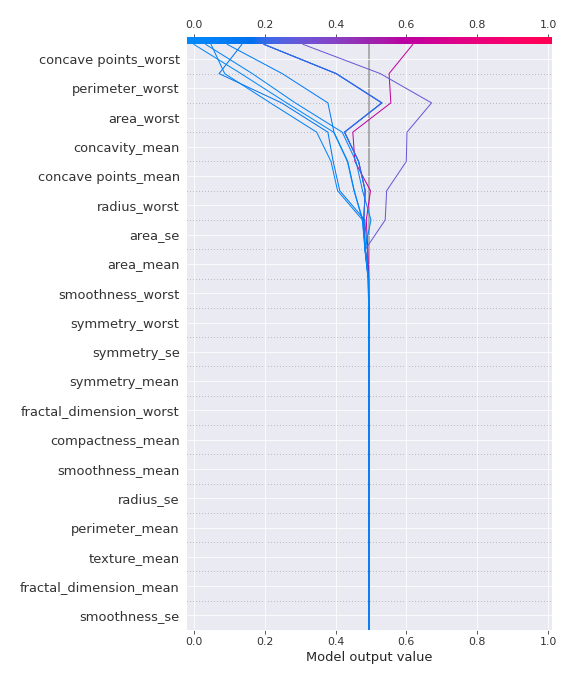 0.0 0.2 0.4 0.6 0.8 1.0
concave points_worst
perimeter_worst
area_worst
concavity_mean
concave points_mean
radius_worst
area_se
area_mean
smoothness_worst
symmetry_worst
symmetry_se
symmetry_mean
fractal_dimension_worst
compactness_mean
smoothness_mean
radius_se
perimeter_mean
texture_mean
fractal_dimension_mean
smoothness_se
0.0 0.2 0.4 0.6 0.8 1.0
Model output value